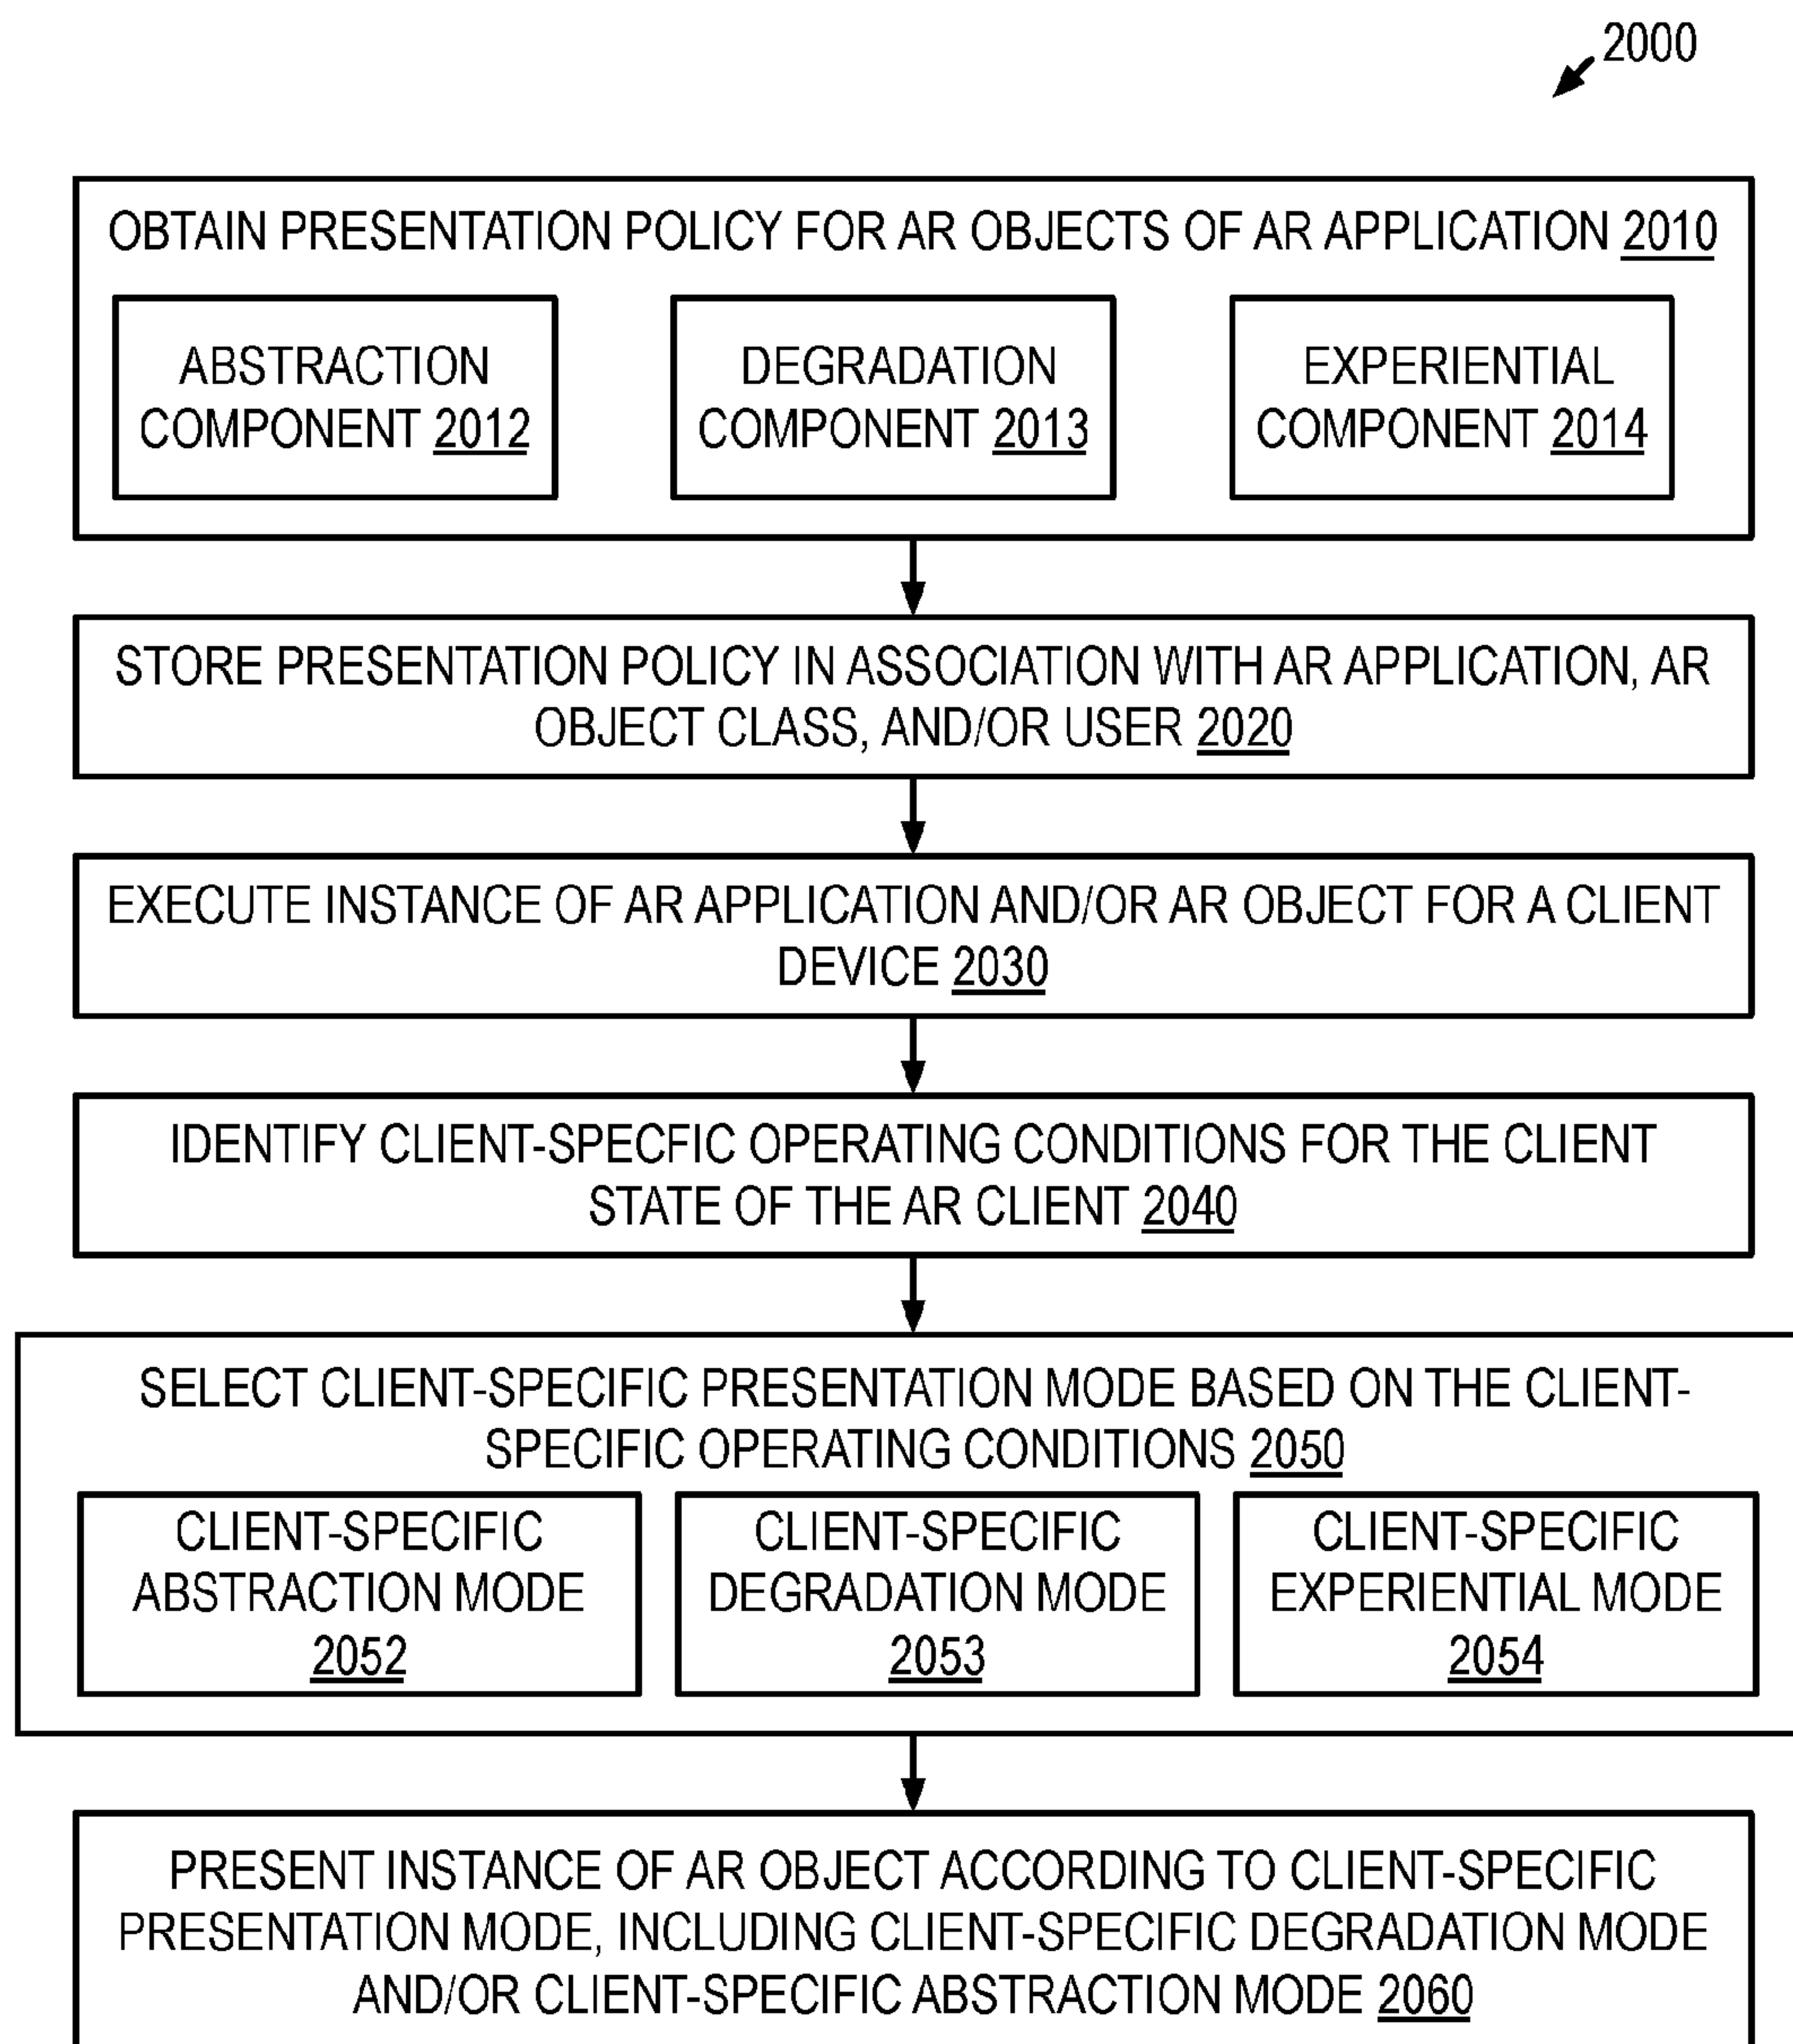 2000
OBTAIN PRESENTATION POLICY FOR AR OBJECTS OF AR APPLICATION 2010
ABSTRACTION
COMPONENT 2012
DEGRADATION
COMPONENT 2013
EXPERIENTIAL
COMPONENT 2014
STORE PRESENTATION POLICY IN ASSOCIATION WITH AR APPLICATION, AR
OBJECT CLASS, AND/OR USER 2020
EXECUTE INSTANCE OF AR APPLICATION AND/OR AR OBJECT FOR A CLIENT
DEVICE 2030
IDENTIFY CLIENT-SPECFIC OPERATING CONDITIONS FOR THE CLIENT
STATE OF THE AR CLIENT 2040
SELECT CLIENT-SPECIFIC PRESENTATION MODE BASED ON THE CLIENT-
SPECIFIC OPERATING CONDITIONS 2050
CLIENT-SPECIFIC
ABSTRACTION MODE
2052
CLIENT-SPECIFIC
DEGRADATION MODE
2053
CLIENT-SPECIFIC
EXPERIENTIAL MODE
2054
PRESENT INSTANCE OF AR OBJECT ACCORDING TO CLIENT-SPECIFIC
PRESENTATION MODE, INCLUDING CLIENT-SPECIFIC DEGRADATION MODE
AND/OR CLIENT-SPECIFIC ABSTRACTION MODE 2060